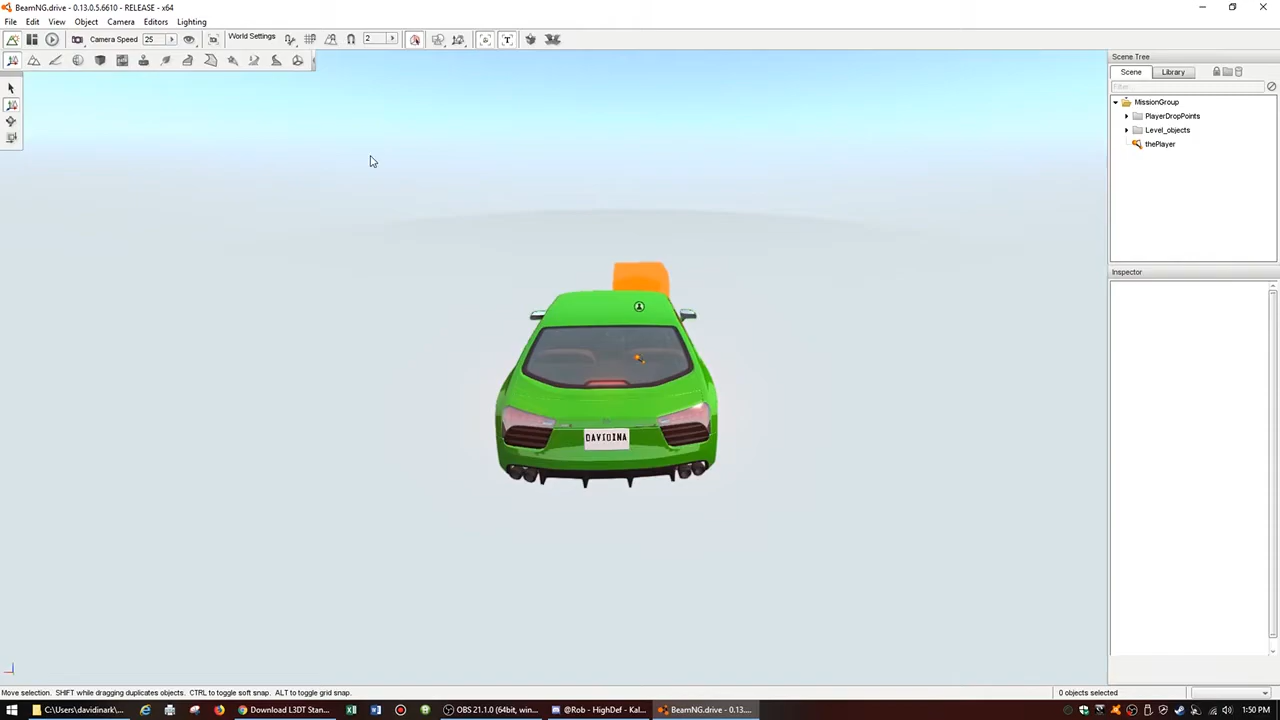 BeamNG.drive - 0.13.0.5.6610 - RELEASE - x64
File Edit View Object Camera Editors Lighting
Camera Speed 25 World Settings 2
T
Scene Tree
Scene Library
Filter...
MissionGroup
PlayerDropPoints
Level_objects
thePlayer
Inspector
DAVIDINA
Move selection. SHIFT while dragging duplicates objects. CTRL to toggle soft snap. ALT to toggle grid snap.
0 objects selected
C:\Users\davidinark\... Download L3DT Stan... OBS 21.1.0 (64bit, win... @Rob - HighDef - Kal... BeamNG.drive - 0.13.... 1:50 PM